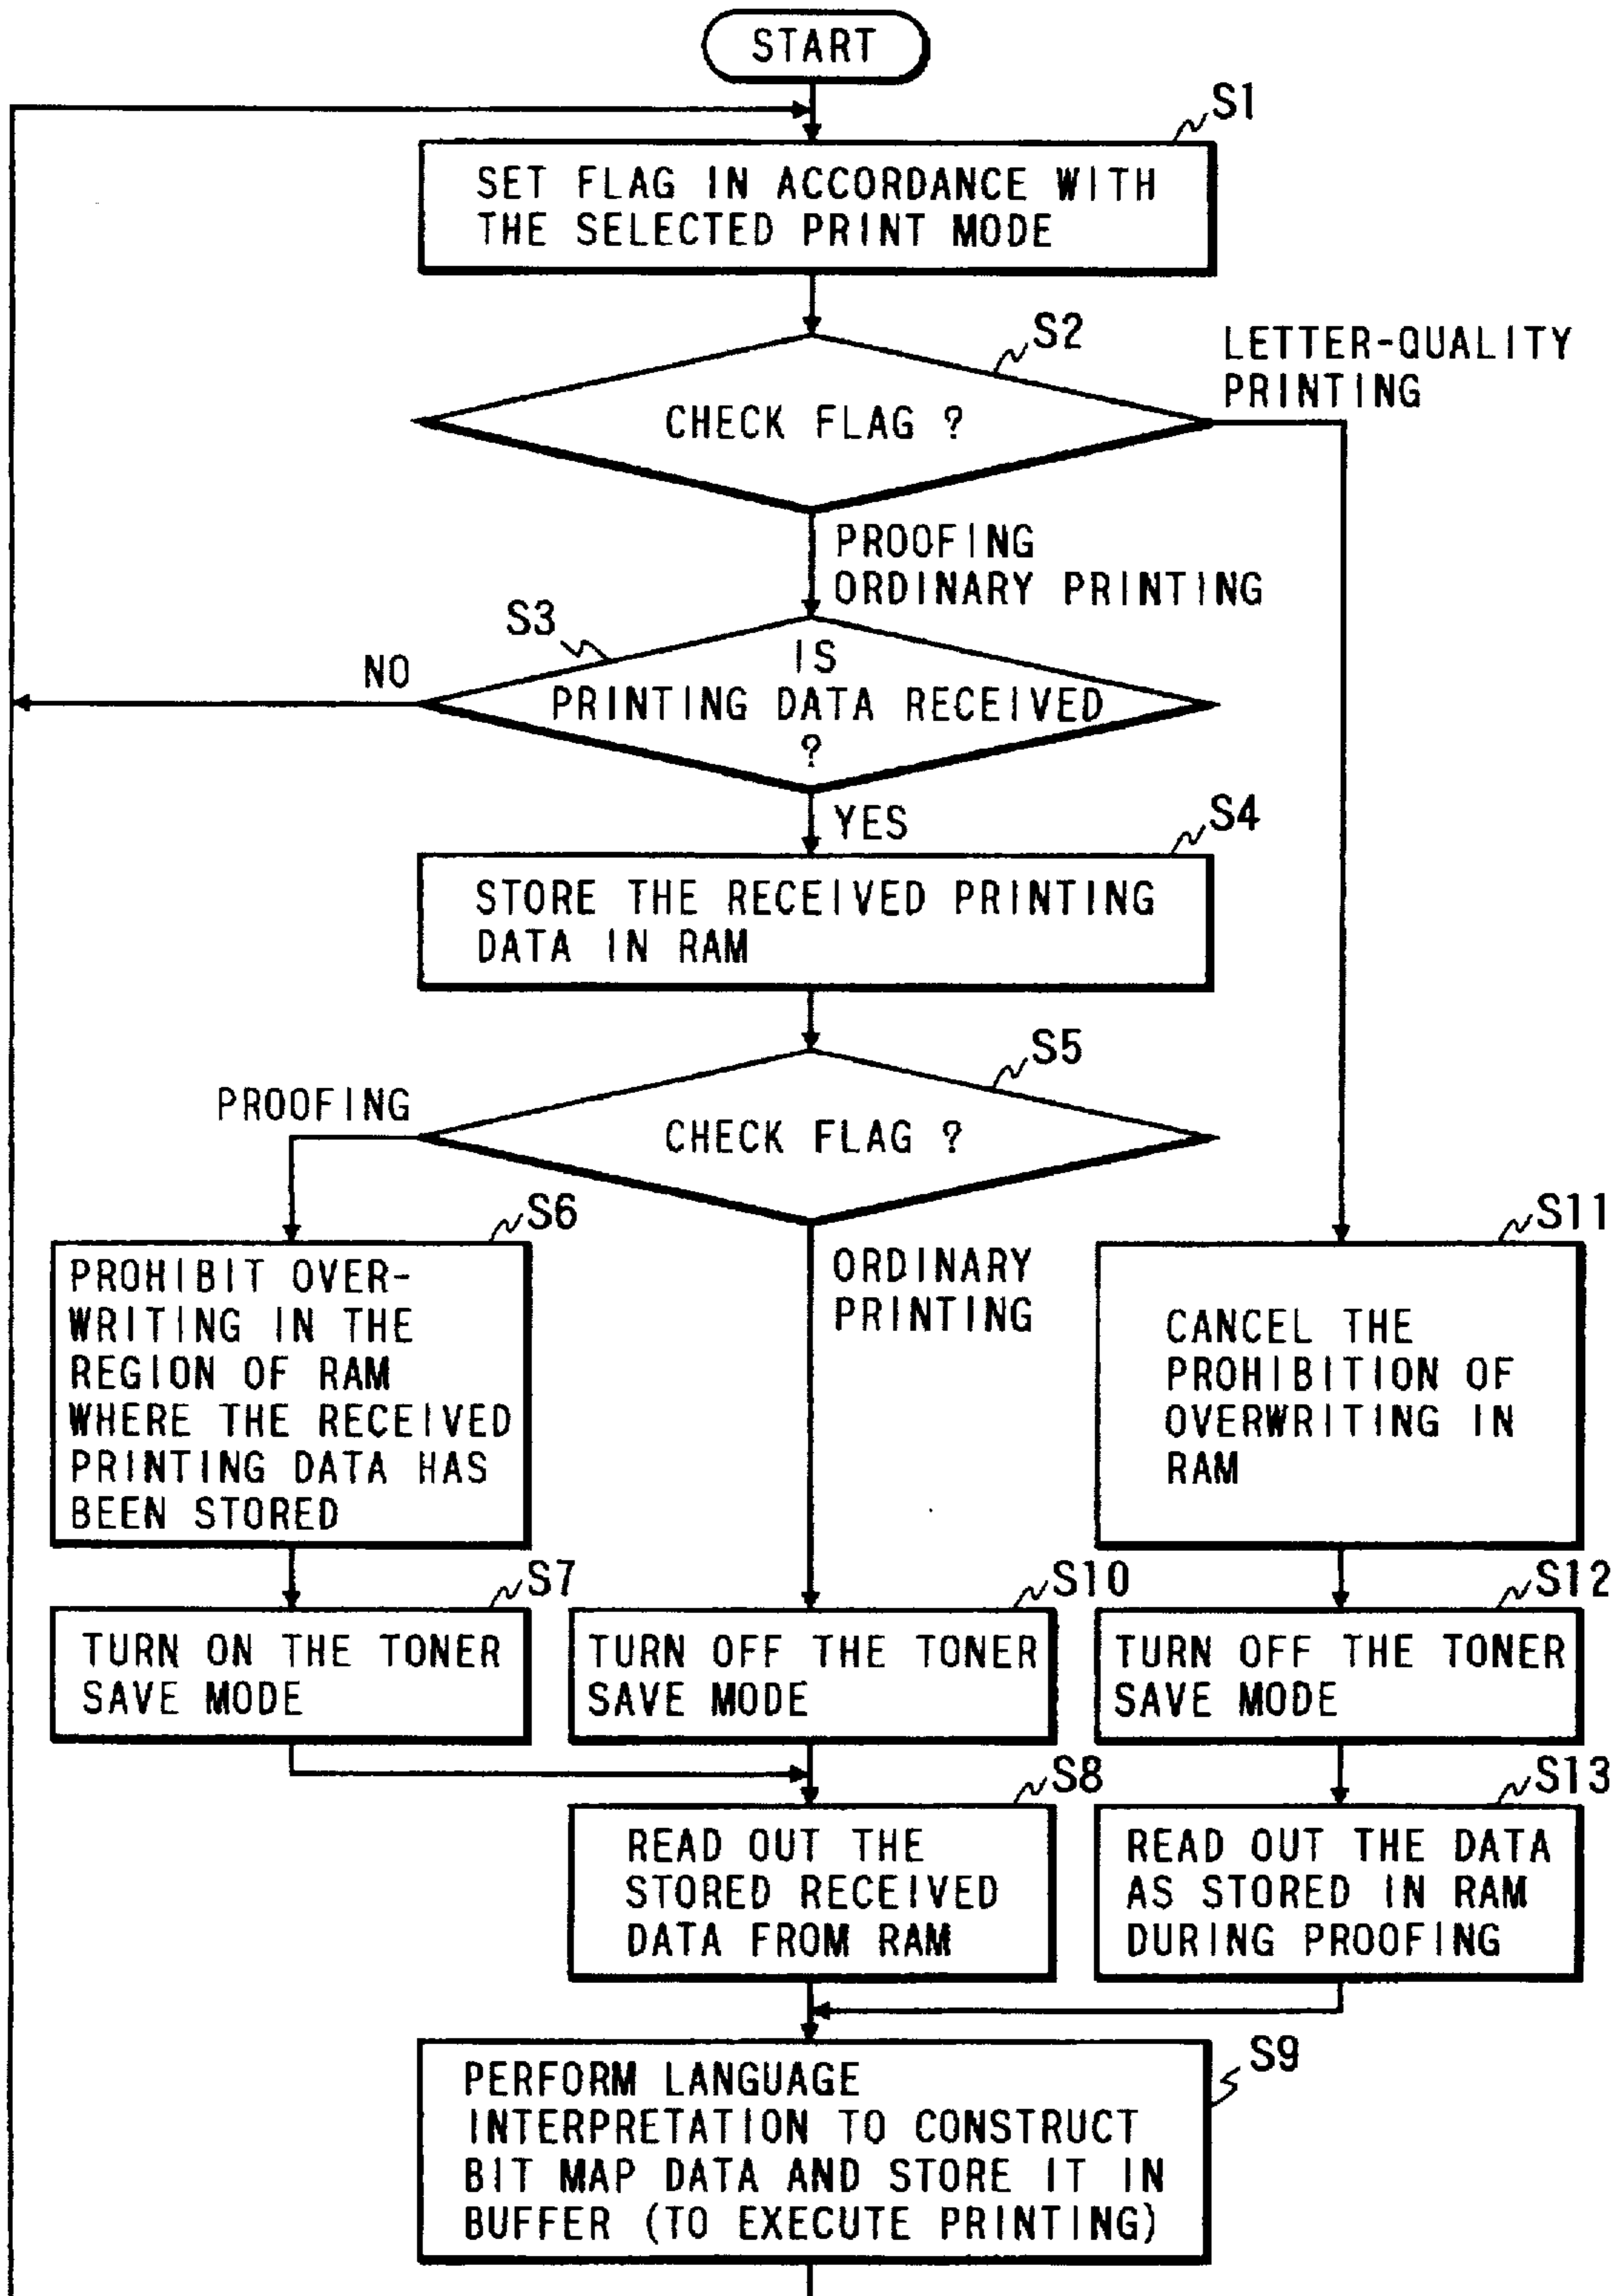 START
S1
SET FLAG IN ACCORDANCE WITH
THE SELECTED PRINT MODE
S2
LETTER-QUALITY
PRINTING
CHECK FLAG ?
PROOFING
ORDINARY PRINTING
S3
NO
IS
PRINTING DATA RECEIVED
?
YES
S4
STORE THE RECEIVED PRINTING
DATA IN RAM
S5
PROOFING
CHECK FLAG ?
S6
PROHIBIT OVER-
WRITING IN THE
REGION OF RAM
WHERE THE RECEIVED
PRINTING DATA HAS
BEEN STORED
ORDINARY
PRINTING
S11
CANCEL THE
PROHIBITION OF
OVERWRITING IN
RAM
S7
TURN ON THE TONER
SAVE MODE
S10
TURN OFF THE TONER
SAVE MODE
S12
TURN OFF THE TONER
SAVE MODE
S8
READ OUT THE
STORED RECEIVED
DATA FROM RAM
S13
READ OUT THE DATA
AS STORED IN RAM
DURING PROOFING
S9
PERFORM LANGUAGE
INTERPRETATION TO CONSTRUCT
BIT MAP DATA AND STORE IT IN
BUFFER (TO EXECUTE PRINTING)